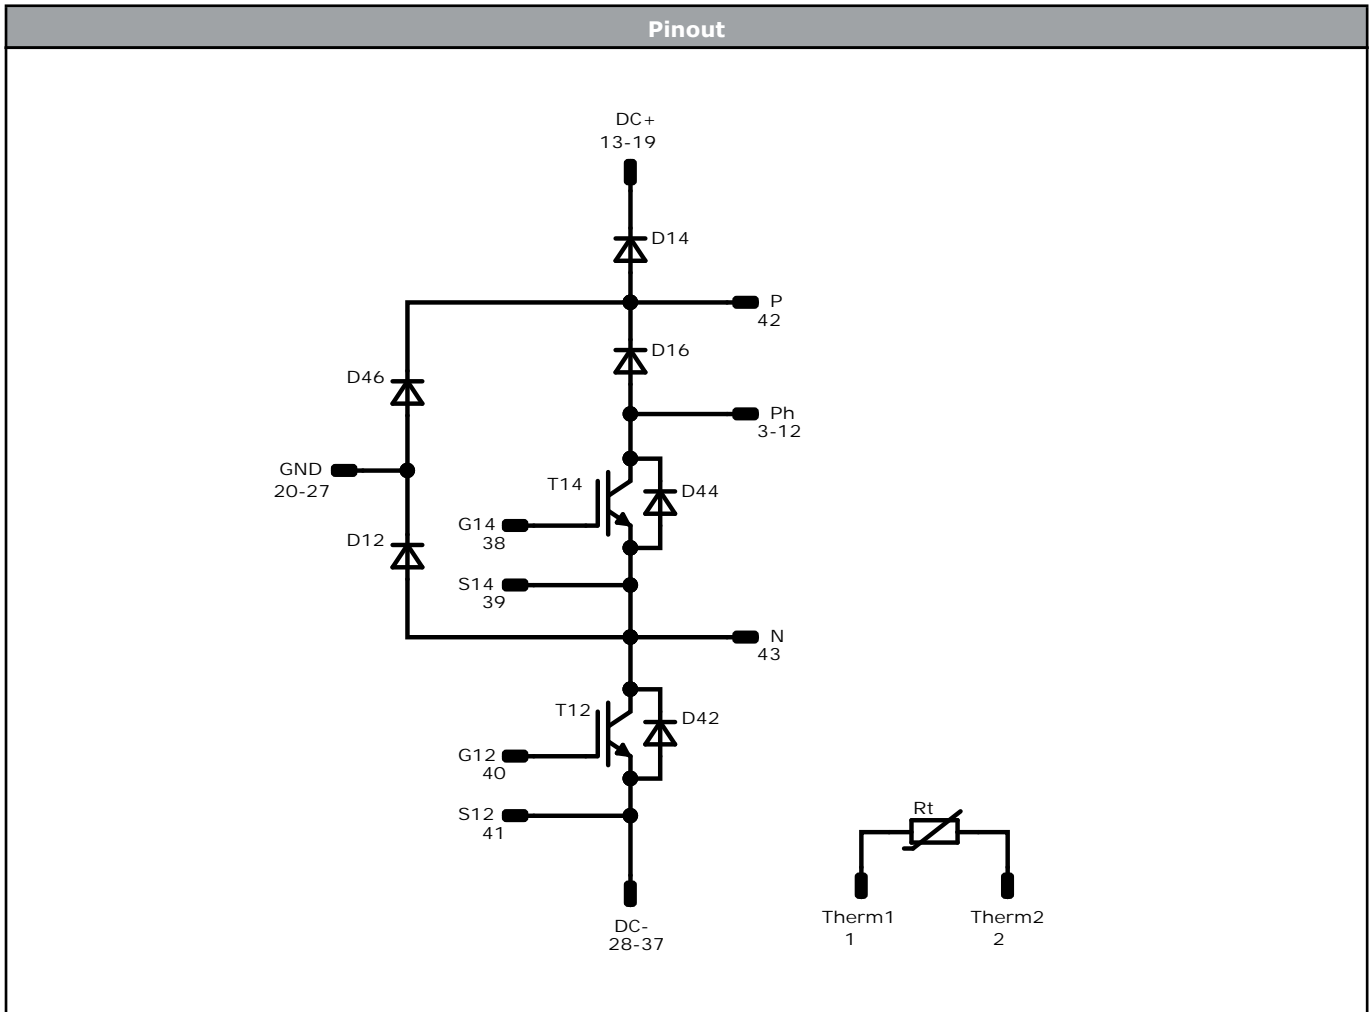 Pinout
DC+
13-19
D14
P
42
D16
D46
Ph
3-12
GND
20-27
T14
D44
G14
38
D12
S14
39
N
43
T12
D42
G12
40
S12
41
Rt
DC-
28-37
Therm1
1
Therm2
2